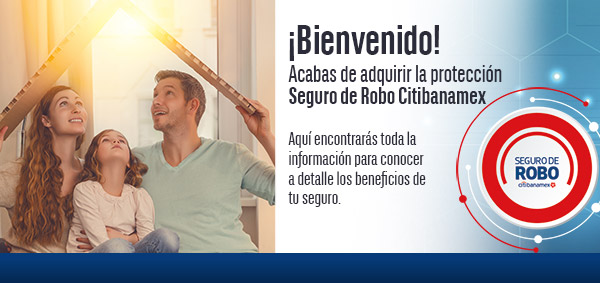 ¡Bienvenido!
Acabas de adquirir la protección
Seguro de Robo Citibanamex
Aquí encontrarás toda la
información para conocer
a detalle los beneficios de
tu seguro.
SEGURO DE
ROBO
citibanamex